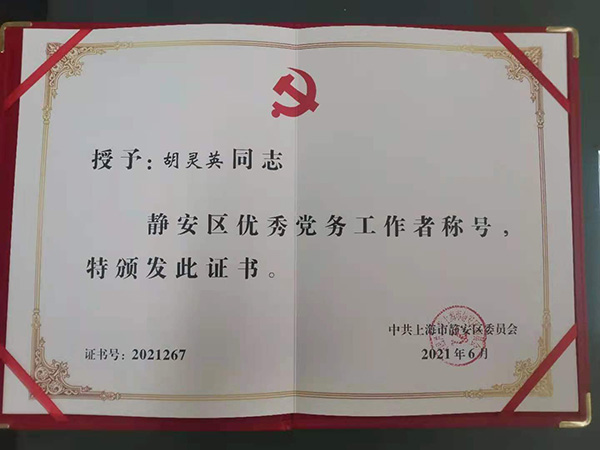 授予：胡灵英同志
静安区优秀党务工作者称号，
特颁发此证书。
中共上海市静安区委员会
证书号：2021267
2021年6月